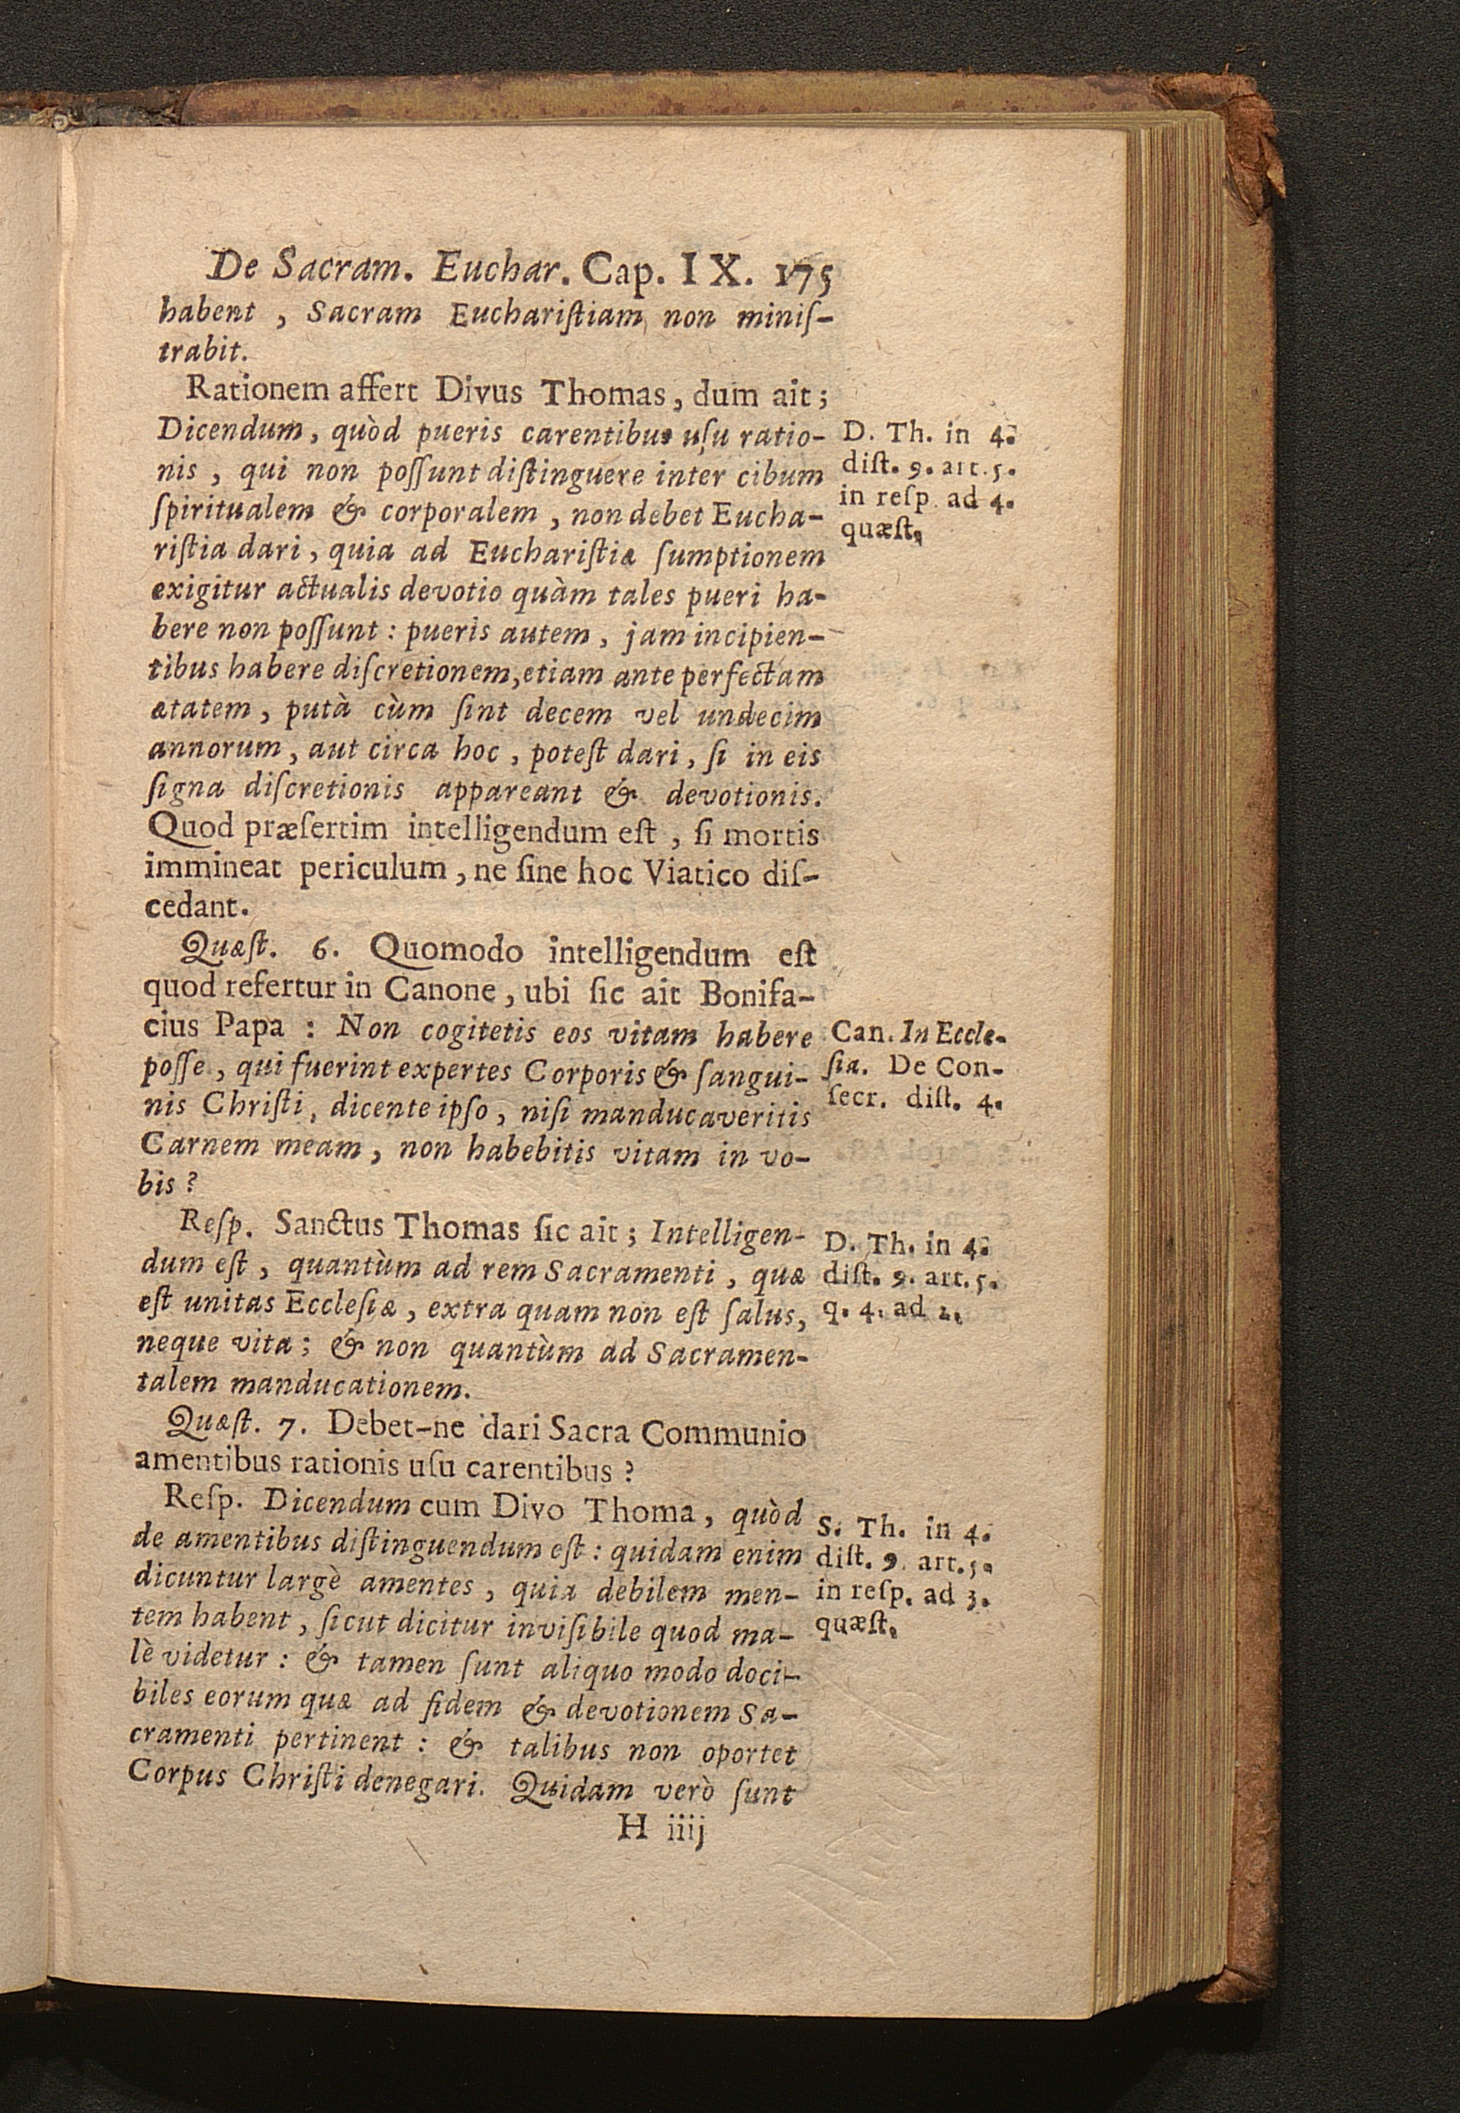 De Sacram. Euchar. Cap. IX. 175
habent , Sacram Euchariſtiam non miniſ-
trabit.
Rationem affert Divus Thomas, dum ait ;
Dicendum, quòd pueris carentibus uſu ratio-
nis , qui non poſſunt diſtinguere inter cibum
ſpiritualem & corporalem , non debet Eucha-
riſtia dari, quia ad Euchariſtiæ ſumptionem
exigitur actualis devotio quàm tales pueri ha-
bere non poſſunt : pueris autem , jam incipien-
tibus habere diſcretionem, etiam ante perfectam
ætatem , putà cùm ſint decem vel undecim
annorum, aut circa hoc , poteſt dari, ſi in eis
ſigna diſcretionis appareant & devotionis.
Quod præſertim intelligendum eſt , ſi mortis
immineat periculum, ne ſine hoc Viatico diſ-
cedant.
D. Th. in 4.
diſt. 9. art. 5.
in reſp. ad 4.
quæſt.
Quæſt. 6. Quomodo intelligendum eſt
quod refertur in Canone, ubi ſic ait Bonifa-
cius Papa : Non cogitetis eos vitam habere
poſſe, qui fuerint expertes Corporis & ſangui-
nis Chriſti, dicente ipſo, niſi manducaveritis
Carnem meam, non habebitis vitam in vo-
bis ?
Can. In Eccle-
ſia. De Con-
ſecr. diſt. 4.
Reſp. Sanctus Thomas ſic ait ; Intelligen-
dum eſt , quantùm ad rem Sacramenti , quæ
eſt unitas Eccleſiæ, extra quam non eſt ſalus,
neque vita ; & non quantùm ad Sacramen-
talem manducationem.
D. Th. in 4.
diſt. 9. art. 5.
q. 4. ad 2.
Quæſt. 7. Debet-ne dari Sacra Communio
amentibus rationis uſu carentibus ?
Reſp. Dicendum cum Divo Thoma, quòd
de amentibus diſtinguendum eſt : quidam enim
dicuntur largè amentes, quia debilem men-
tem habent, ſicut dicitur inviſibile quod ma-
lè videtur : & tamen ſunt aliquo modo doci-
biles eorum quæ ad fidem & devotionem Sa-
cramenti pertinent : & talibus non oportet
Corpus Chriſti denegari. Quidam verò ſunt
S. Th. in 4.
diſt. 9. art. 5.
in reſp. ad 3.
quæſt.
H iiij